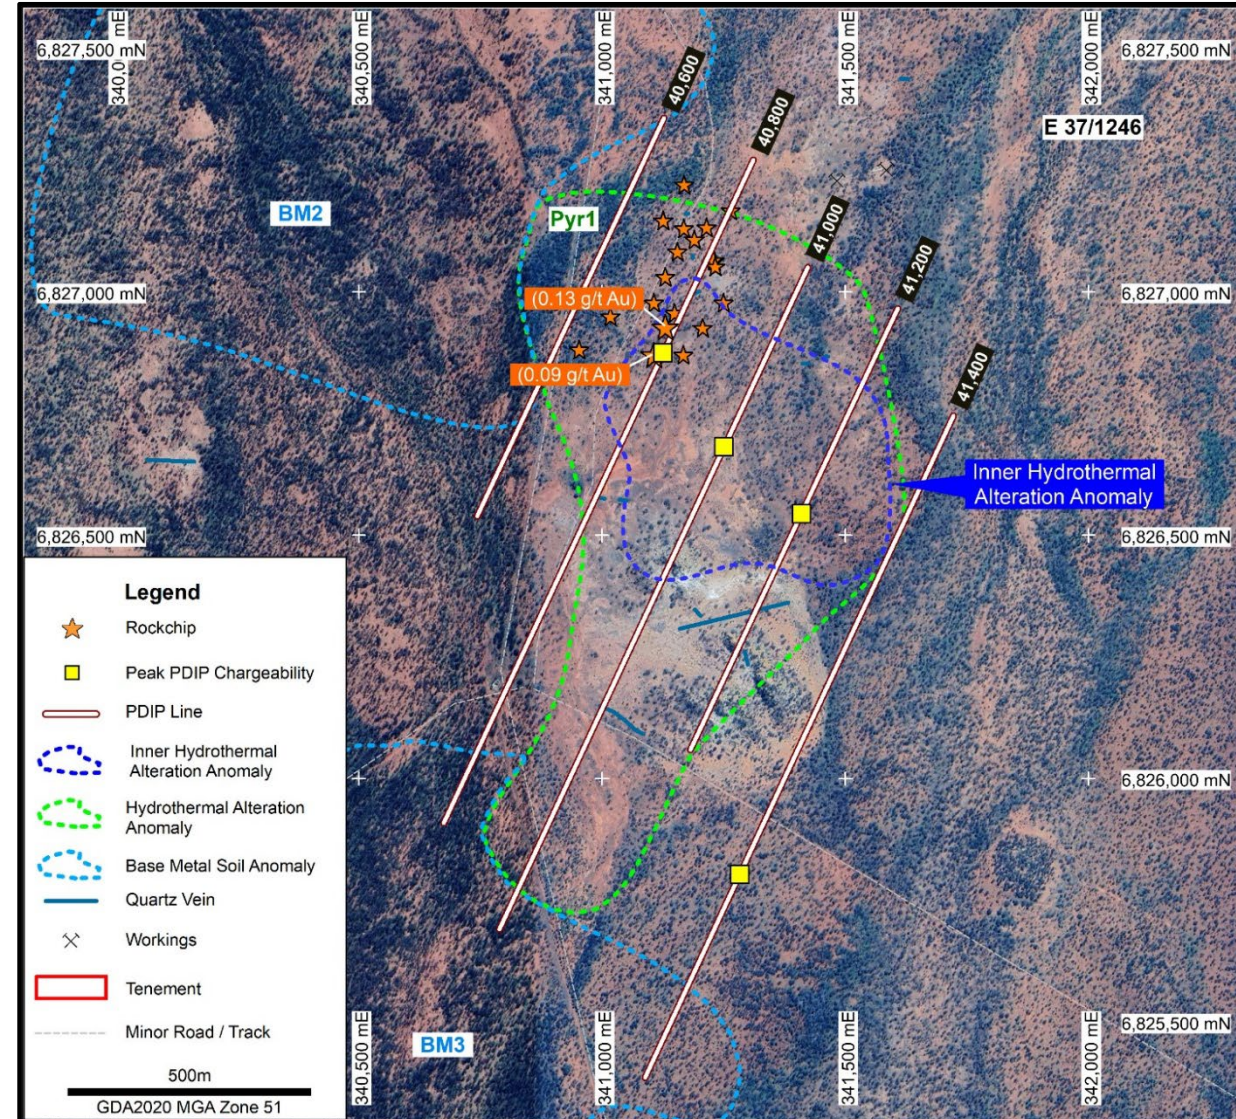 340,0 mE
340,500 mE
341,000 mE
341,500 mE
342,000 mE
6,827,500 mN
6,827,500 mN
40,600
40,800
E 37/1246
BM2
Pyr1
41,000
41,200
6,827,000 mN
6,827,000 mN
(0.13 g/t Au)
(0.09 g/t Au)
41,400
Inner Hydrothermal
Alteration Anomaly
6,826,500 mN
6,826,500 mN
Legend
Rockchip
Peak PDIP Chargeability
PDIP Line
Inner Hydrothermal
Alteration Anomaly
Hydrothermal Alteration
Anomaly
Base Metal Soil Anomaly
Quartz Vein
Workings
Tenement
Minor Road / Track
500m
GDA2020 MGA Zone 51
6,826,000 mN
6,825,500 mN
BM3
340,500 mE
341,000 mE
341,500 mE
342,000 mE